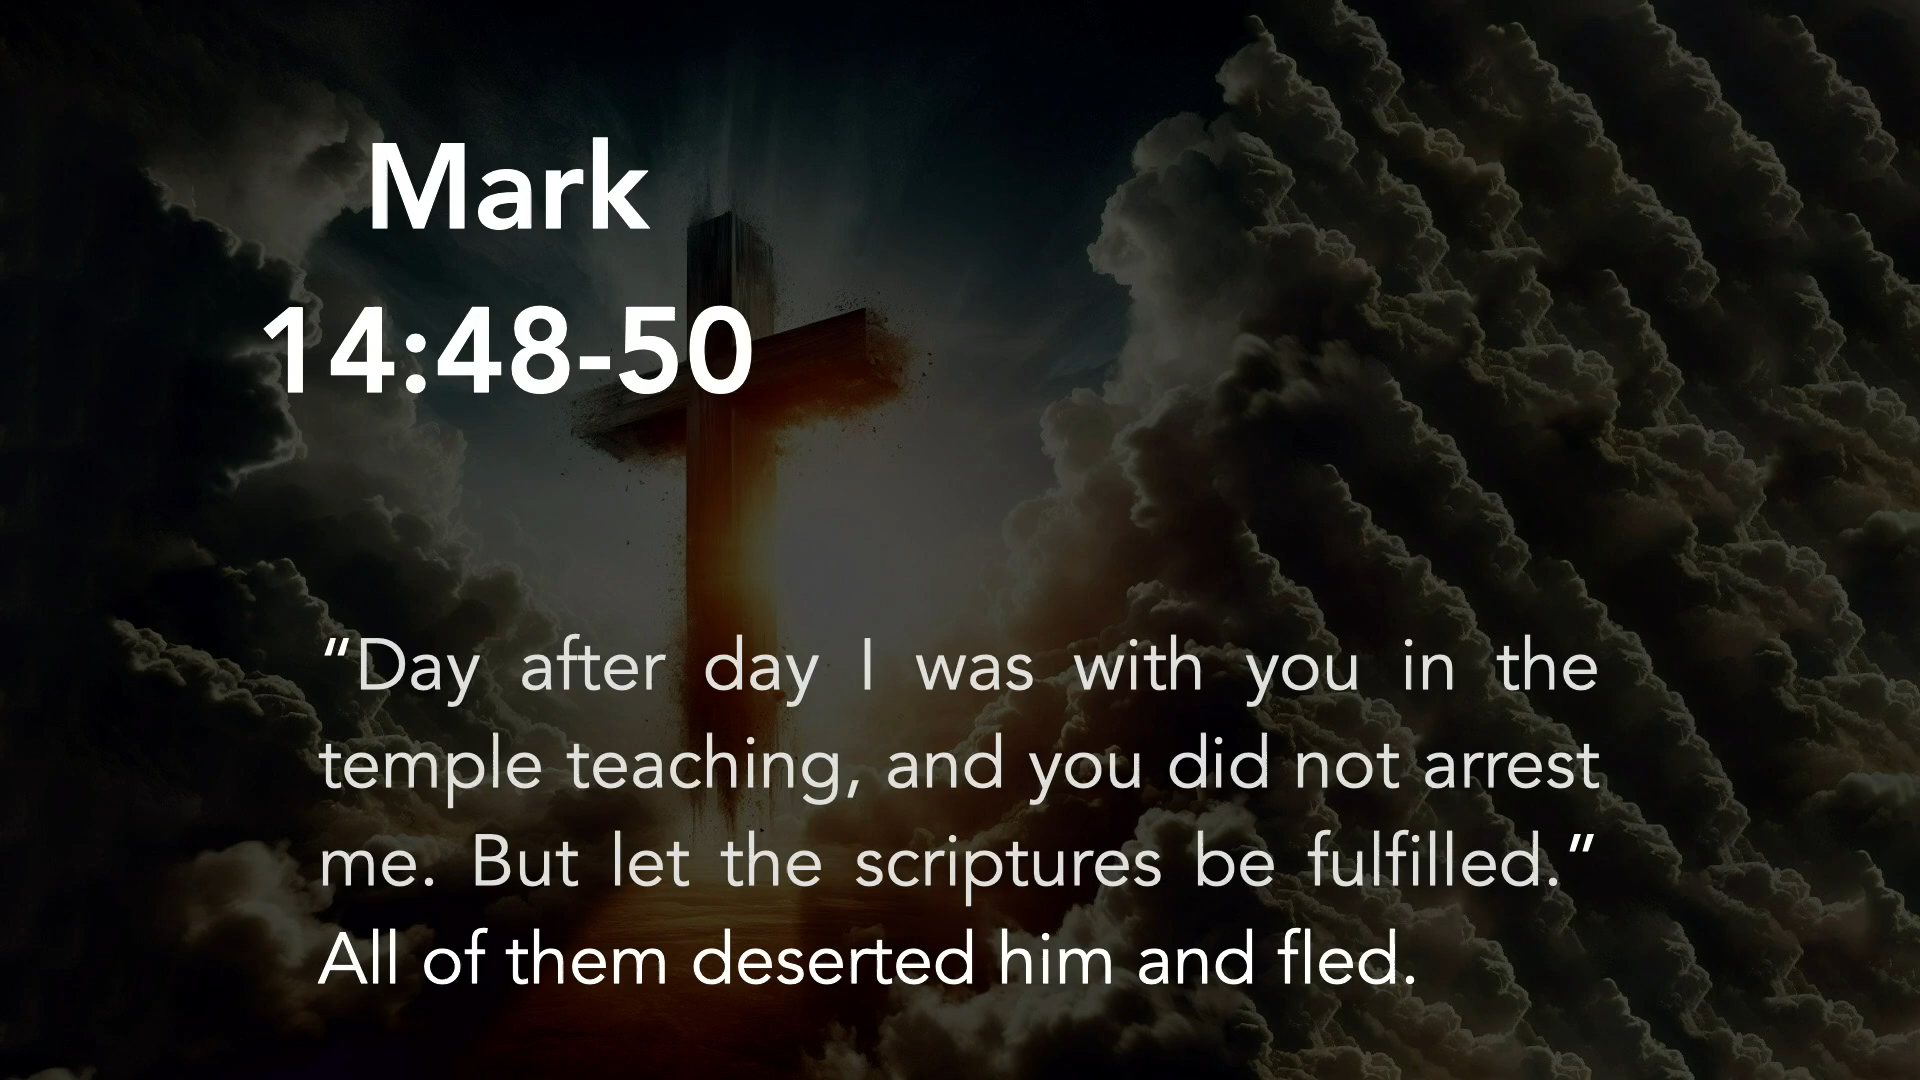 Mark
14:48-50
“Day after day I was with you in the
temple teaching, and you did not arrest
me. But let the scriptures be fulfilled.”
All of them deserted him and fled.